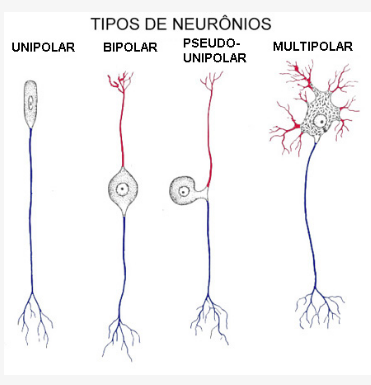 TIPOS DE NEURÔNIOS
UNIPOLAR
BIPOLAR
PSEUDO-
UNIPOLAR
MULTIPOLAR